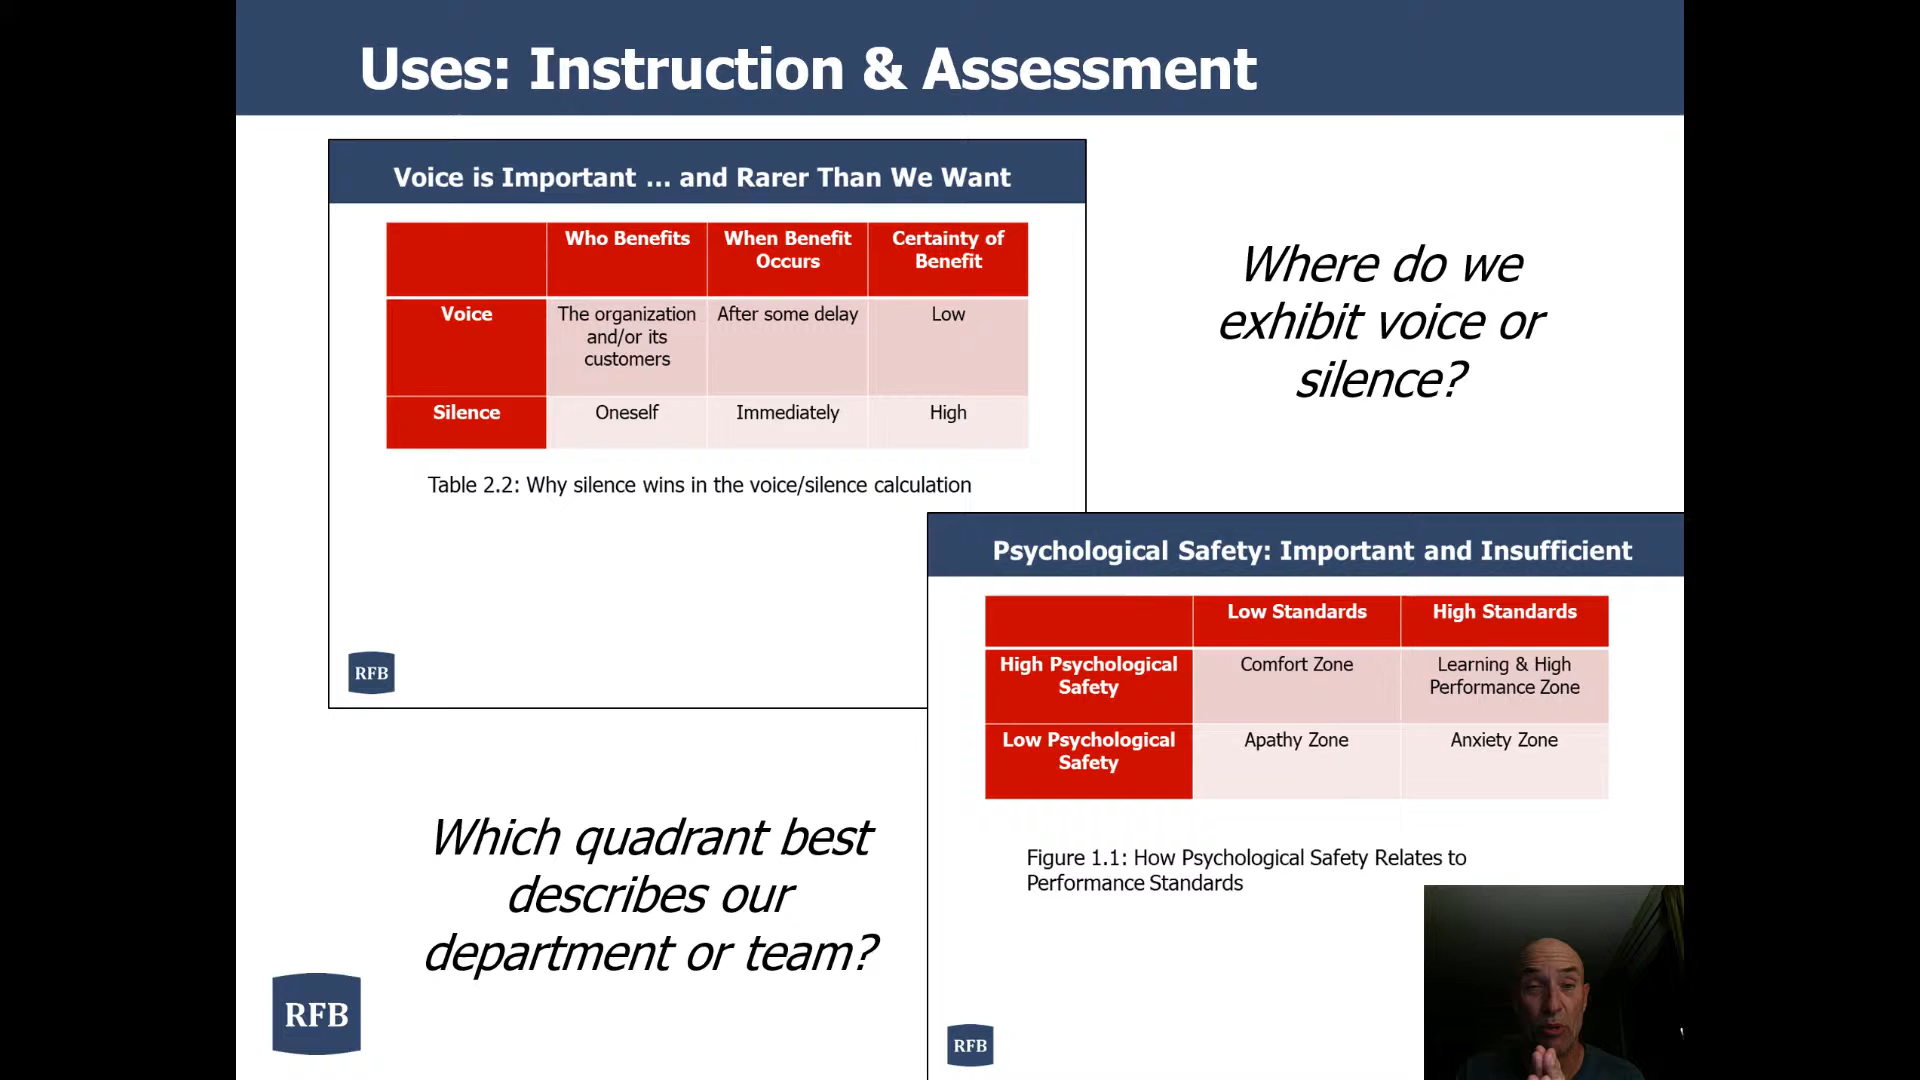 Uses: Instruction & Assessment
Voice is Important ... and Rarer Than We Want
Who Benefits
When Benefit
Occurs
Certainty of
Benefit
Voice
The organization
and/or its
customers
After some delay
Low
Silence
Oneself
Immediately
High
Table 2.2: Why silence wins in the voice/silence calculation
RFB
Where do we
exhibit voice or
silence?
Psychological Safety: Important and Insufficient
Low Standards
High Standards
High Psychological
Safety
Comfort Zone
Learning & High
Performance Zone
Low Psychological
Safety
Apathy Zone
Anxiety Zone
Figure 1.1: How Psychological Safety Relates to
Performance Standards
RFB
Which quadrant best
describes our
department or team?
RFB